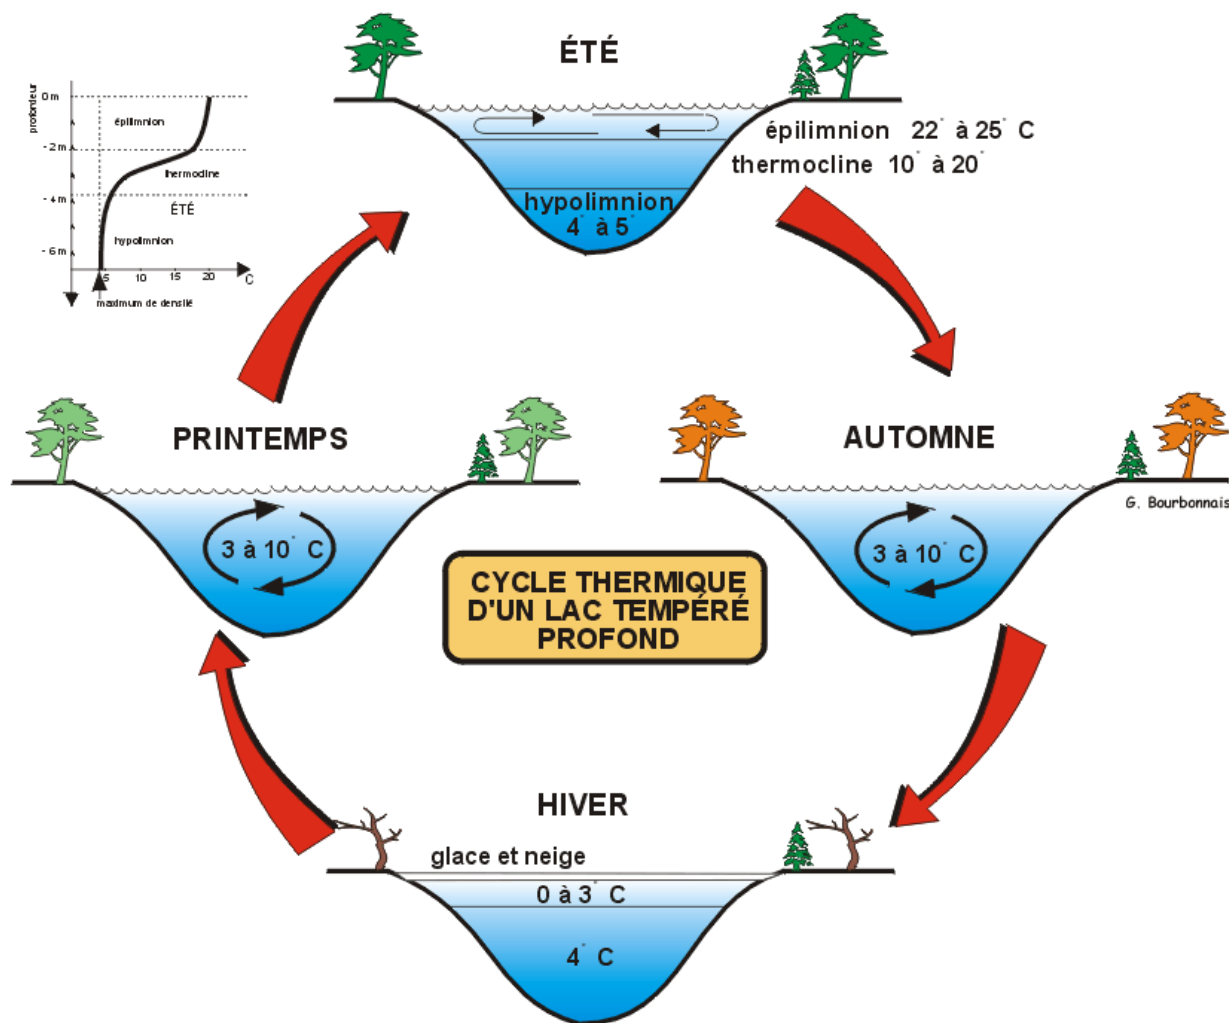 ÉTÉ
profondeur
0 m
épilimnion
- 2 m
thermocline
- 4 m
ÉTÉ
hypolimnion
- 6 m
5 10 15 20 C
maximum de densité
épilimnion 22° à 25° C
thermocline 10° à 20°
hypolimnion
4° à 5°
PRINTEMPS
3 à 10° C
AUTOMNE
3 à 10° C
G. Bourbonnais
CYCLE THERMIQUE
D'UN LAC TEMPÉRÉ
PROFOND
HIVER
glace et neige
0 à 3° C
4° C